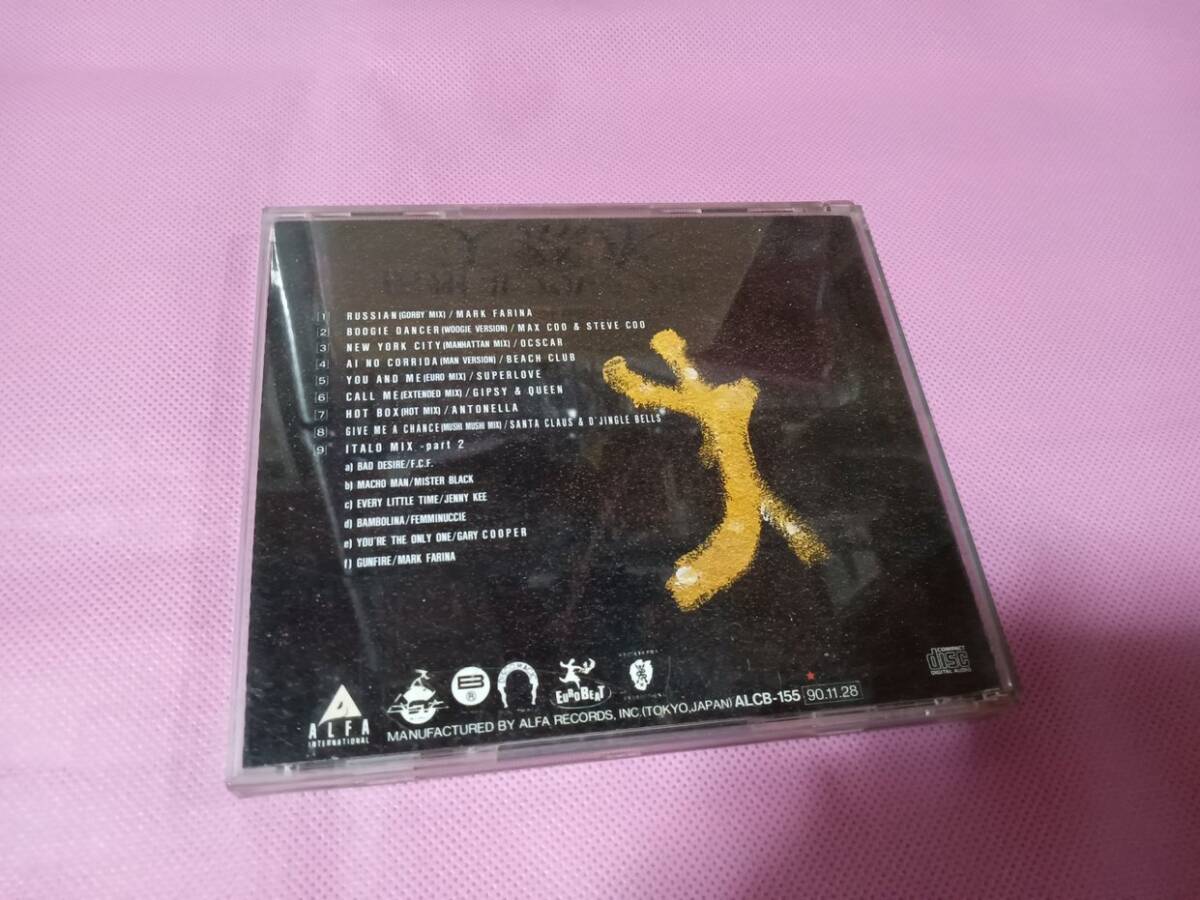 1 RUSSIAN (GORBY MIX) / MARK FARINA
2 BOOGIE DANCER (WOOGIE VERSION) / MAX COO & STEVE COO
3 NEW YORK CITY (MANHATTAN MIX) / OCSCAR
4 AI NO CORRIDA (MAN VERSION) / BEACH CLUB
5 YOU AND ME (EURO MIX) / SUPERLOVE
6 CALL ME (EXTENDED MIX) / GIPSY & QUEEN
7 HOT BOX (HOT MIX) / ANTONELLA
8 GIVE ME A CHANCE (MUSHI MUSHI MIX) / SANTA CLAUS & D'JINGLE BELLS
9 ITALO MIX - part 2
a) BAD DESIRE/F.C.F.
b) MACHO MAN/MISTER BLACK
c) EVERY LITTLE TIME/JENNY KEE
d) BAMBOLINA/FEMMINUCCIE
e) YOU'RE THE ONLY ONE/GARY COOPER
f) GUNFIRE/MARK FARINA
ALFA
INTERNATIONAL
B
®
EUROBEAT
COMPACT
disc
DIGITAL AUDIO
MANUFACTURED BY ALFA RECORDS, INC.(TOKYO,JAPAN) ALCB-155 90.11.28